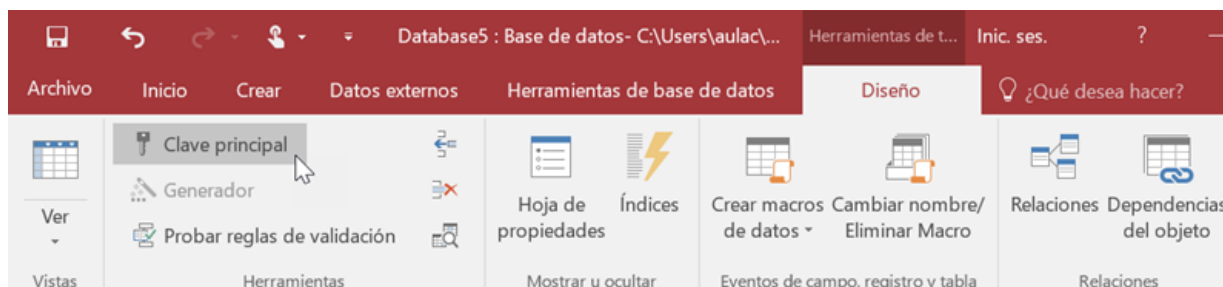 Database5 : Base de datos- C:\Users\aulac\... Herramientas de t... Inic. ses. ?
Archivo Inicio Crear Datos externos Herramientas de base de datos Diseño ¿Qué desea hacer?
Ver
Vistas
Clave principal
Generador
Probar reglas de validación
Herramientas
Hoja de
propiedades
Índices
Mostrar u ocultar
Crear macros
de datos
Cambiar nombre/
Eliminar Macro
Eventos de campo, registro y tabla
Relaciones
Dependencias
del objeto
Relaciones